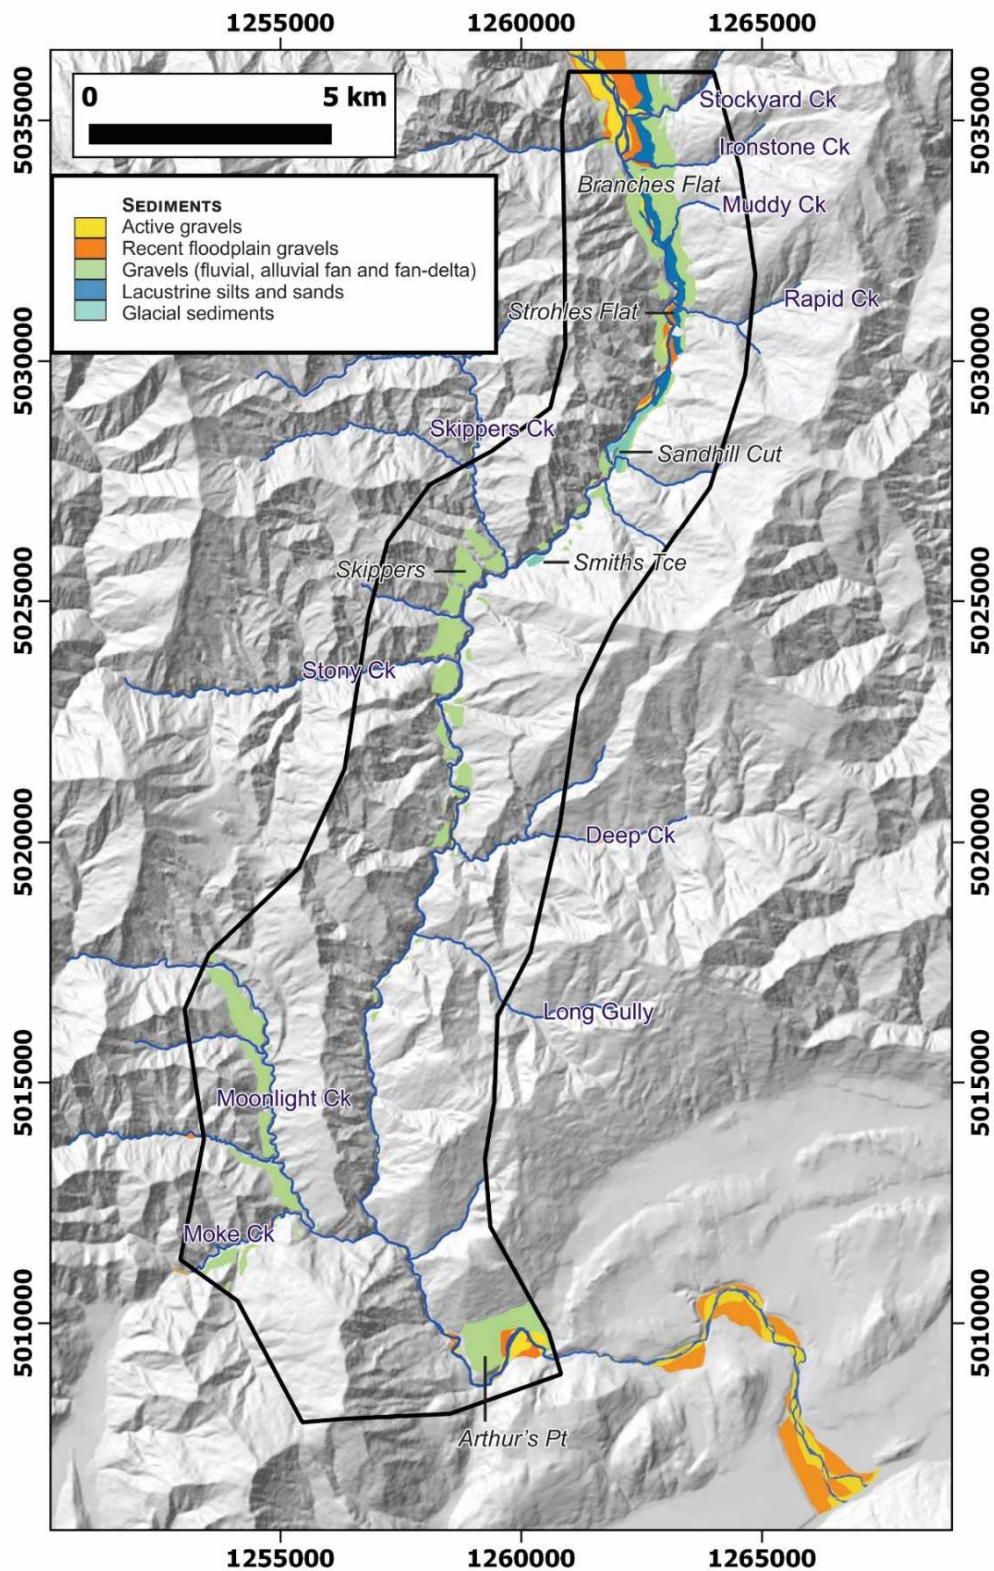 1255000 1260000 1265000
0 5 km
5035000
5035000
Stockyard Ck
Ironstone Ck
Branches Flat
Muddy Ck
SEDIMENTS
Active gravels
Recent floodplain gravels
Gravels (fluvial, alluvial fan and fan-delta)
Lacustrine silts and sands
Glacial sediments
Rapid Ck
Strohles Flat
5030000
5030000
Skippers Ck
Sandhill Cut
Skippers
Smiths Tce
5025000
5025000
Stony Ck
5020000
5020000
Deep Ck
Long Gully
5015000
5015000
Moonlight Ck
Moke Ck
5010000
5010000
Arthur's Pt
1255000 1260000 1265000